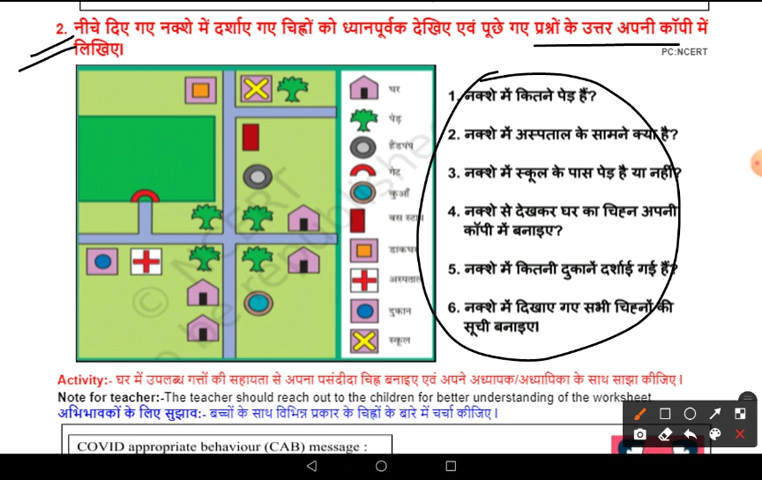 2. नीचे दिए गए नक्शे में दर्शाए गए चिह्नों को ध्यानपूर्वक देखिए एवं पूछे गए प्रश्नों के उत्तर अपनी कॉपी में
लिखिए।
PC:NCERT
घर
पेड़
हैंडपंप
गेट
कुआँ
बस स्टाप
डाकघर
अस्पताल
दुकान
स्कूल
1. नक्शे में कितने पेड़ हैं?
2. नक्शे में अस्पताल के सामने क्या है?
3. नक्शे में स्कूल के पास पेड़ है या नहीं?
4. नक्शे से देखकर घर का चिह्न अपनी
कॉपी में बनाइए?
5. नक्शे में कितनी दुकानें दर्शाई गई हैं?
6. नक्शे में दिखाए गए सभी चिह्नों की
सूची बनाइए।
© NCERT
Activity:- घर में उपलब्ध गत्तों की सहायता से अपना पसंदीदा चिह्न बनाइए एवं अपने अध्यापक/अध्यापिका के साथ साझा कीजिए ।
Note for teacher:-The teacher should reach out to the children for better understanding of the worksheet.
अभिभावकों के लिए सुझाव:- बच्चों के साथ विभिन्न प्रकार के चिह्नों के बारे में चर्चा कीजिए ।
COVID appropriate behaviour (CAB) message :